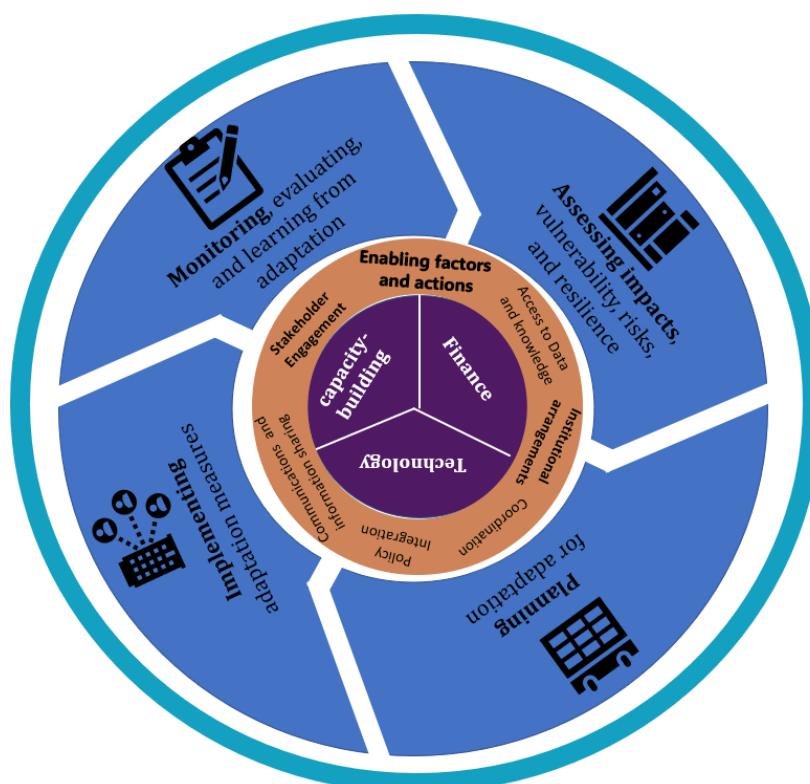 Monitoring, evaluating,
and learning from
adaptation
Assessing impacts,
vulnerability, risks,
and resilience
Planning
for adaptation
Implementing
adaptation measures
Enabling factors
and actions
Access to Data
and knowledge
Institutional
arrangements
Coordination
Policy
Integration
Communications and
information sharing
Stakeholder
Engagement
capacity-
building
Finance
Technology